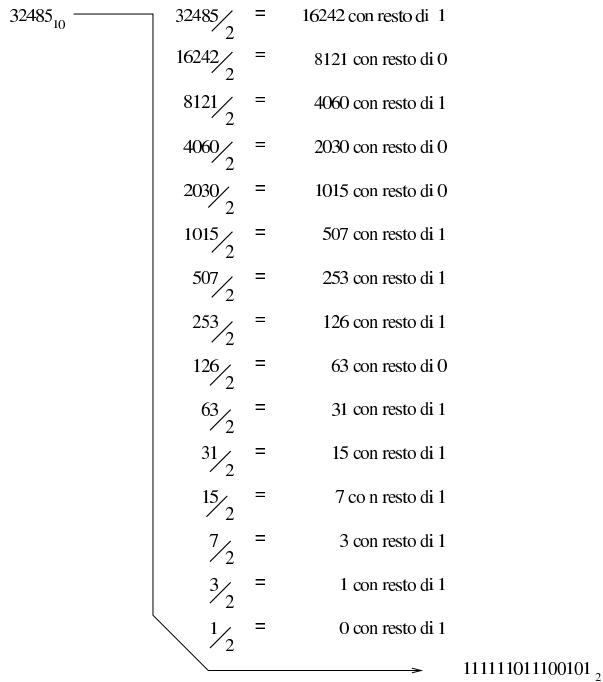 32485₁₀ 32485/2 = 16242 con resto di 1
16242/2 = 8121 con resto di 0
8121/2 = 4060 con resto di 1
4060/2 = 2030 con resto di 0
2030/2 = 1015 con resto di 0
1015/2 = 507 con resto di 1
507/2 = 253 con resto di 1
253/2 = 126 con resto di 1
126/2 = 63 con resto di 0
63/2 = 31 con resto di 1
31/2 = 15 con resto di 1
15/2 = 7 co n resto di 1
7/2 = 3 con resto di 1
3/2 = 1 con resto di 1
1/2 = 0 con resto di 1
111111011100101₂